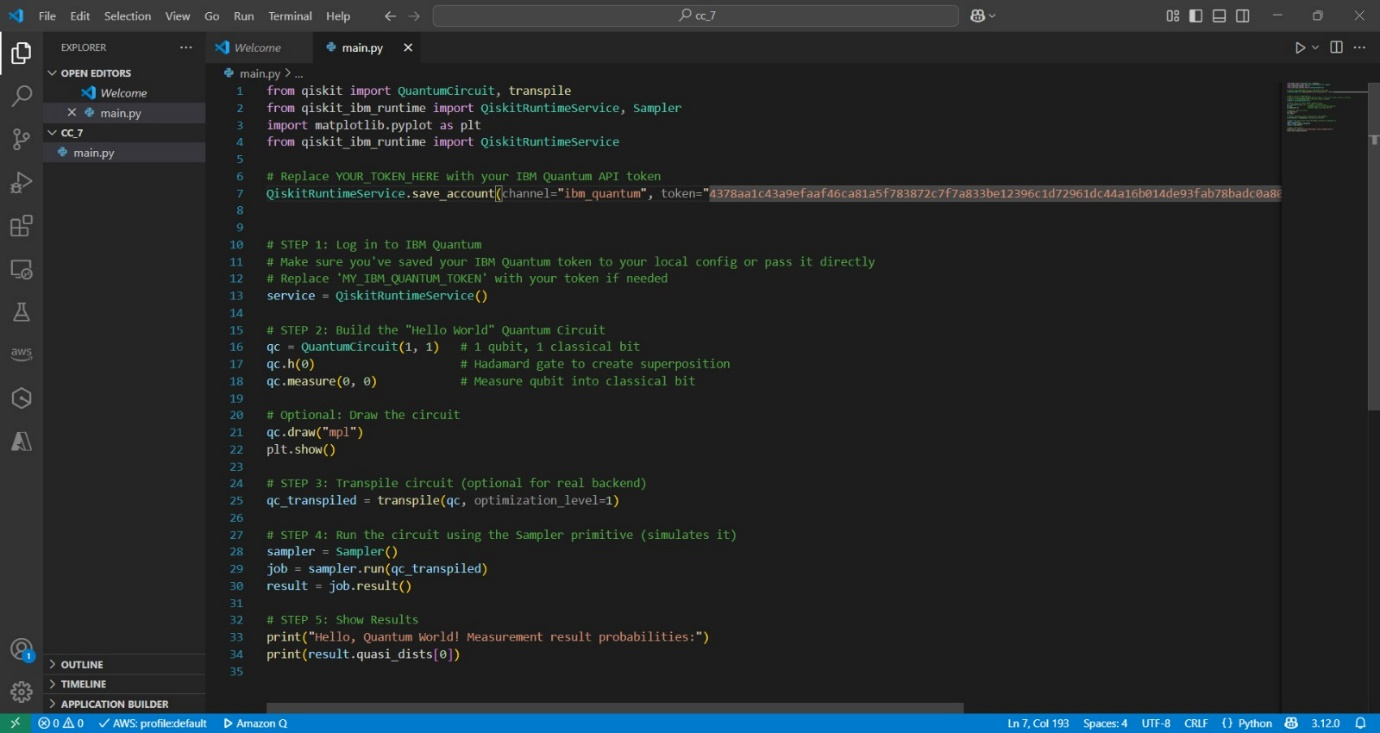 File Edit Selection View Go Run Terminal Help
cc_7
EXPLORER
OPEN EDITORS
Welcome
main.py
CC_7
main.py
OUTLINE
TIMELINE
APPLICATION BUILDER
aws
1
Welcome
main.py
main.py > ...
1 from qiskit import QuantumCircuit, transpile
2 from qiskit_ibm_runtime import QiskitRuntimeService, Sampler
3 import matplotlib.pyplot as plt
4 from qiskit_ibm_runtime import QiskitRuntimeService
5
6 # Replace YOUR_TOKEN_HERE with your IBM Quantum API token
7 QiskitRuntimeService.save_account(channel="ibm_quantum", token="4378aa1c43a9efaaf46ca81a5f783872c7f7a833be12396c1d72961dc44a16b014de93fab78badc0a8
8
9
10 # STEP 1: Log in to IBM Quantum
11 # Make sure you've saved your IBM Quantum token to your local config or pass it directly
12 # Replace 'MY_IBM_QUANTUM_TOKEN' with your token if needed
13 service = QiskitRuntimeService()
14
15 # STEP 2: Build the "Hello World" Quantum Circuit
16 qc = QuantumCircuit(1, 1)   # 1 qubit, 1 classical bit
17 qc.h(0)                     # Hadamard gate to create superposition
18 qc.measure(0, 0)            # Measure qubit into classical bit
19
20 # Optional: Draw the circuit
21 qc.draw("mpl")
22 plt.show()
23
24 # STEP 3: Transpile circuit (optional for real backend)
25 qc_transpiled = transpile(qc, optimization_level=1)
26
27 # STEP 4: Run the circuit using the Sampler primitive (simulates it)
28 sampler = Sampler()
29 job = sampler.run(qc_transpiled)
30 result = job.result()
31
32 # STEP 5: Show Results
33 print("Hello, Quantum World! Measurement result probabilities:")
34 print(result.quasi_dists[0])
35
0 0 AWS: profile:default Amazon Q Ln 7, Col 193 Spaces: 4 UTF-8 CRLF {} Python 3.12.0